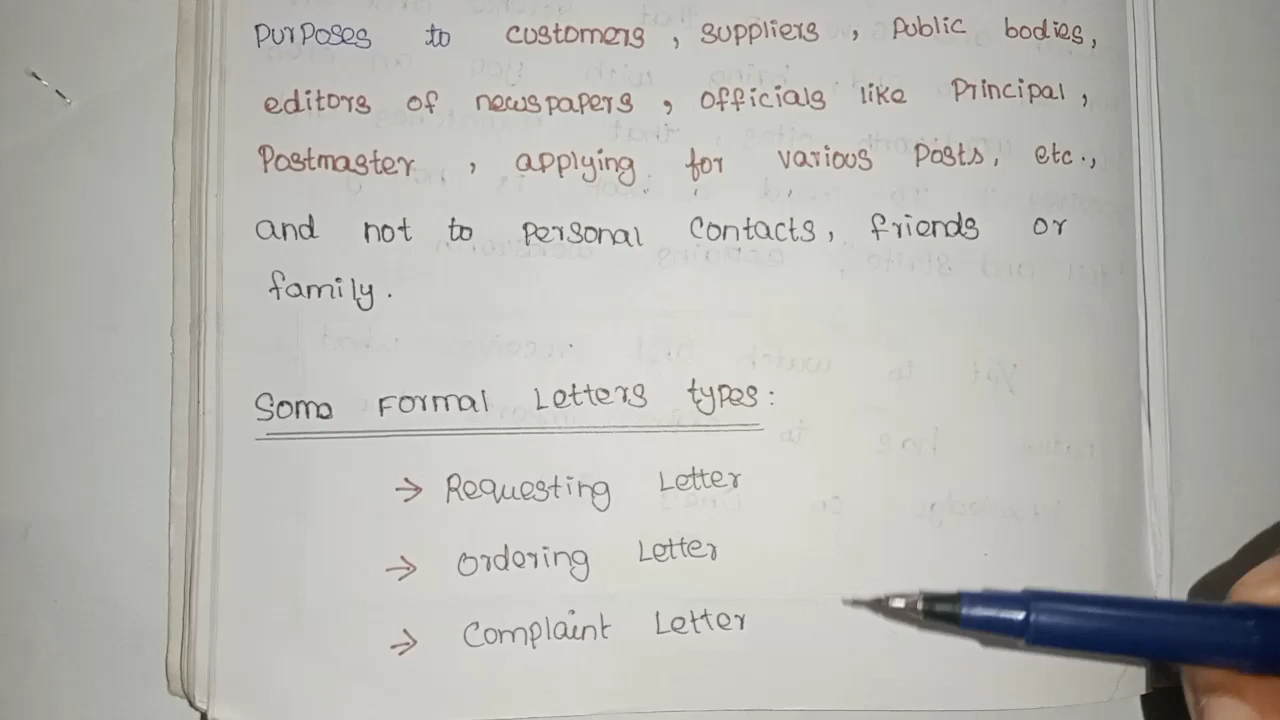 purposes to customers, suppliers, public bodies,
editors of newspapers, officials like Principal,
Postmaster, applying for various posts, etc.,
and not to personal contacts, friends or
family.
Some Formal Letters types:
→ Requesting Letter
→ Ordering Letter
→ Complaint Letter